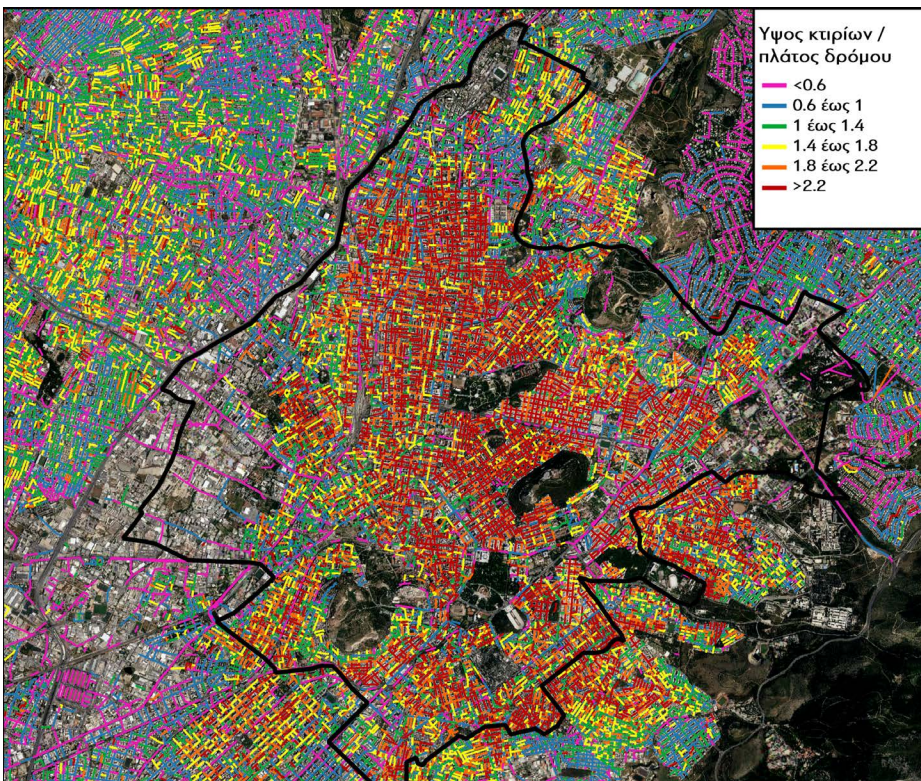 Υψος κτιρίων /
πλάτος δρόμου
<0.6
0.6 έως 1
1 έως 1.4
1.4 έως 1.8
1.8 έως 2.2
>2.2